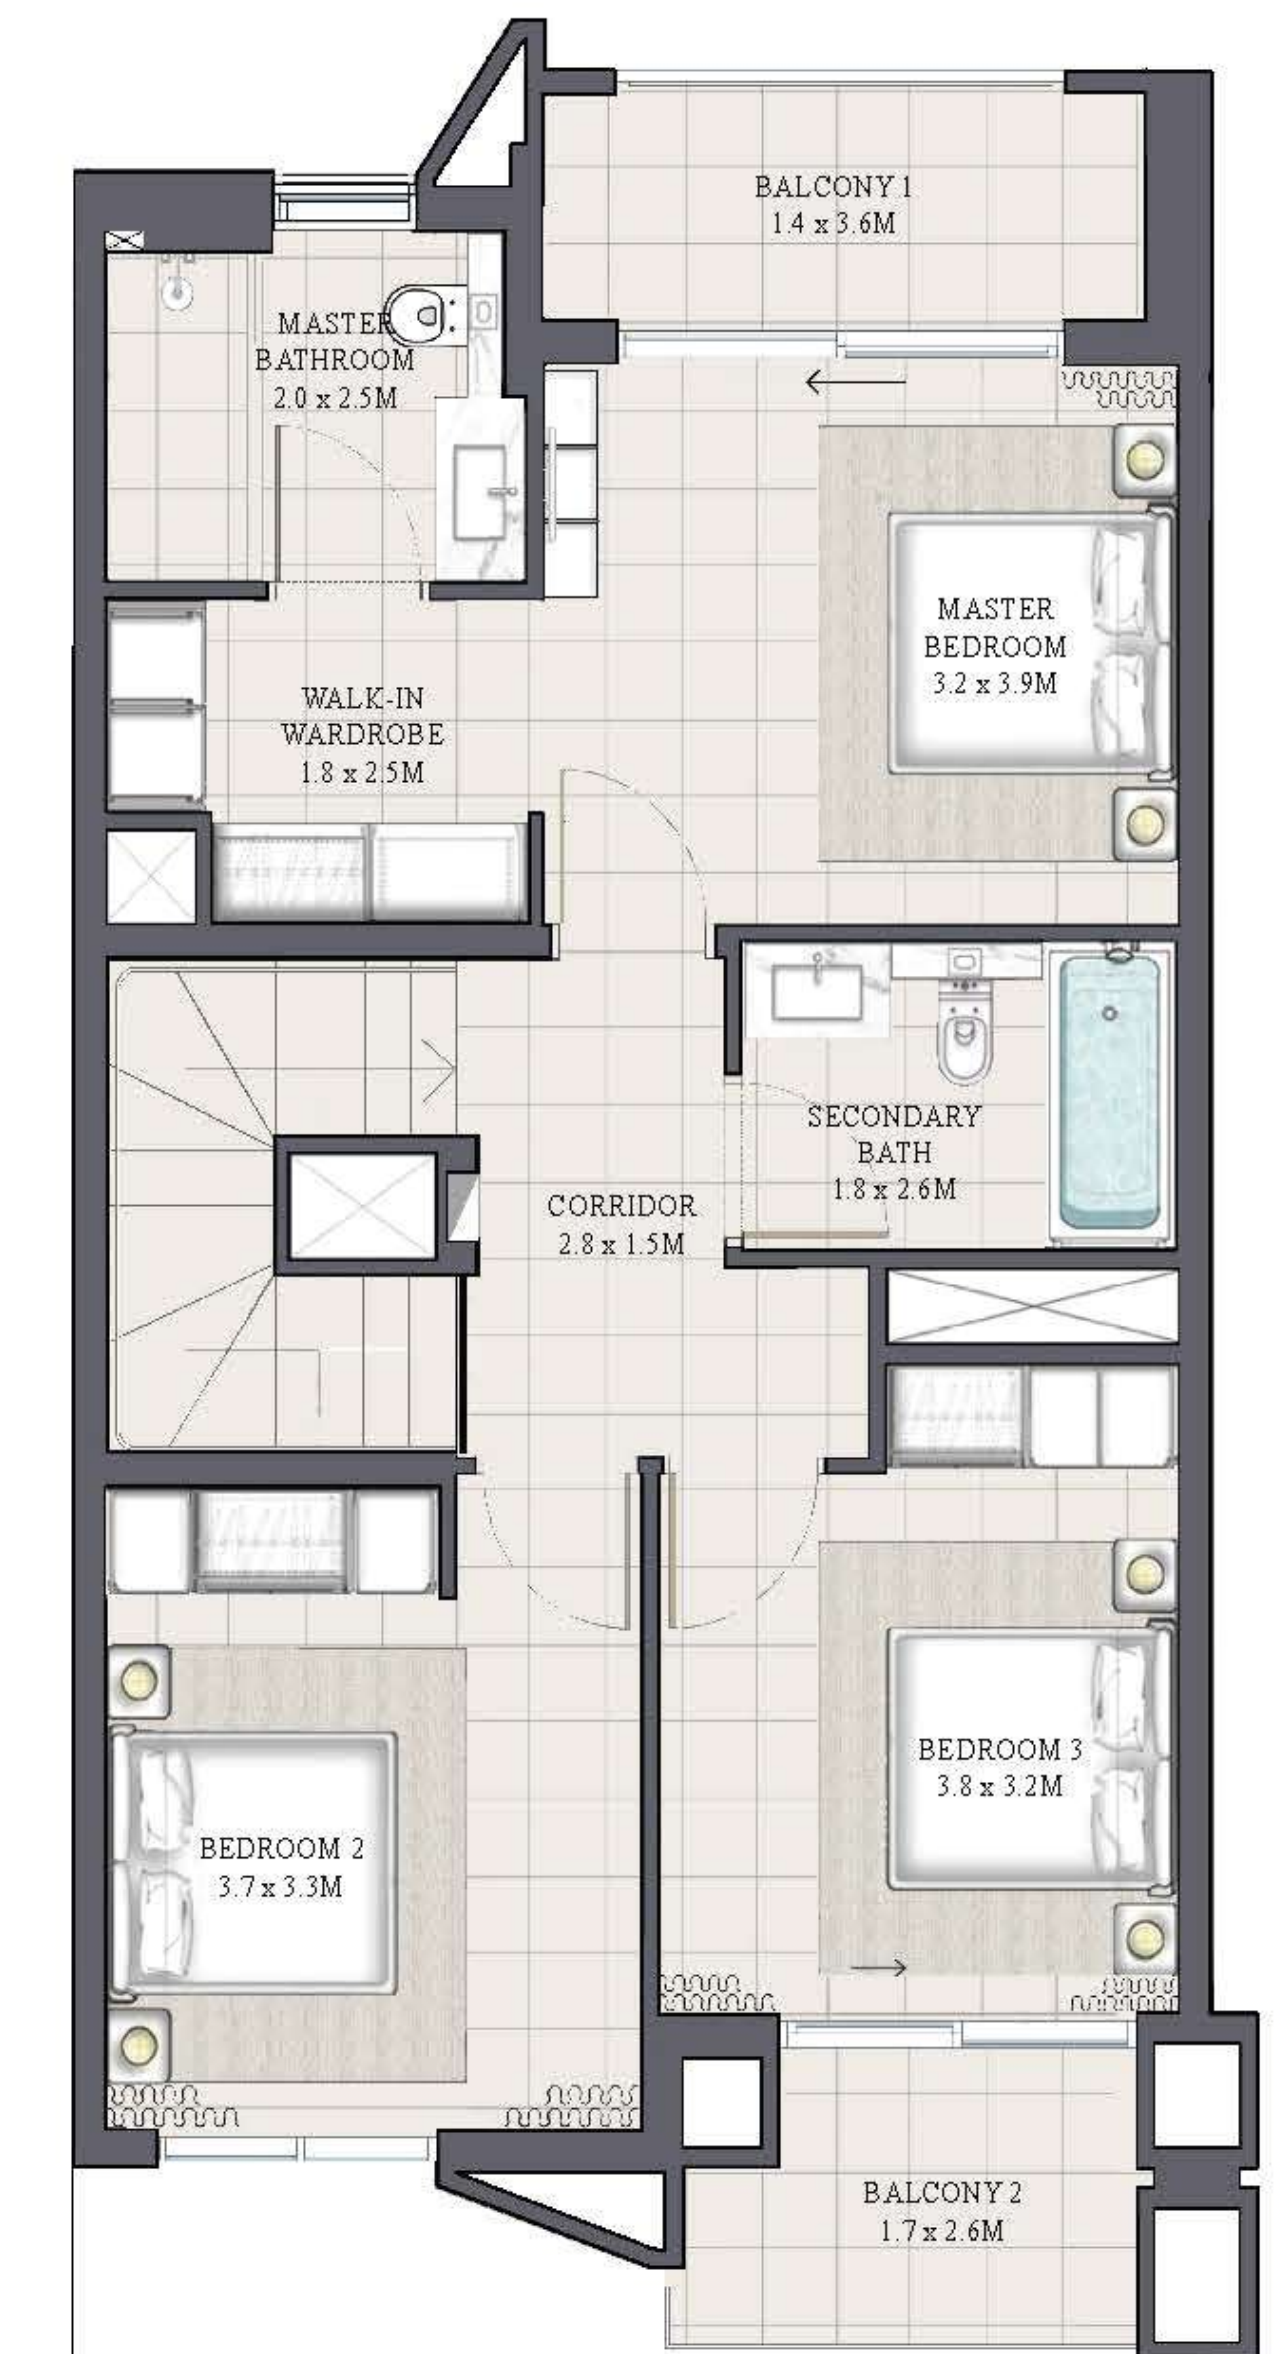 BALCONY 1
1.4 x 3.6M
MASTER
BATHROOM
2.0 x 2.5M
MASTER
BEDROOM
3.2 x 3.9M
WALK-IN
WARDROBE
1.8 x 2.5M
SECONDARY
BATH
1.8 x 2.6M
CORRIDOR
2.8 x 1.5M
BEDROOM 3
3.8 x 3.2M
BEDROOM 2
3.7 x 3.3M
BALCONY 2
1.7 x 2.6M